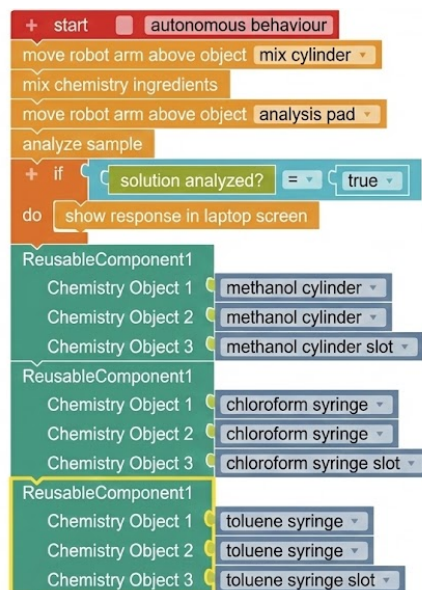 + start autonomous behaviour
move robot arm above object mix cylinder
mix chemistry ingredients
move robot arm above object analysis pad
analyze sample
+ if solution analyzed? = true
do show response in laptop screen
ReusableComponent1
Chemistry Object 1 methanol cylinder
Chemistry Object 2 methanol cylinder
Chemistry Object 3 methanol cylinder slot
ReusableComponent1
Chemistry Object 1 chloroform syringe
Chemistry Object 2 chloroform syringe
Chemistry Object 3 chloroform syringe slot
ReusableComponent1
Chemistry Object 1 toluene syringe
Chemistry Object 2 toluene syringe
Chemistry Object 3 toluene syringe slot